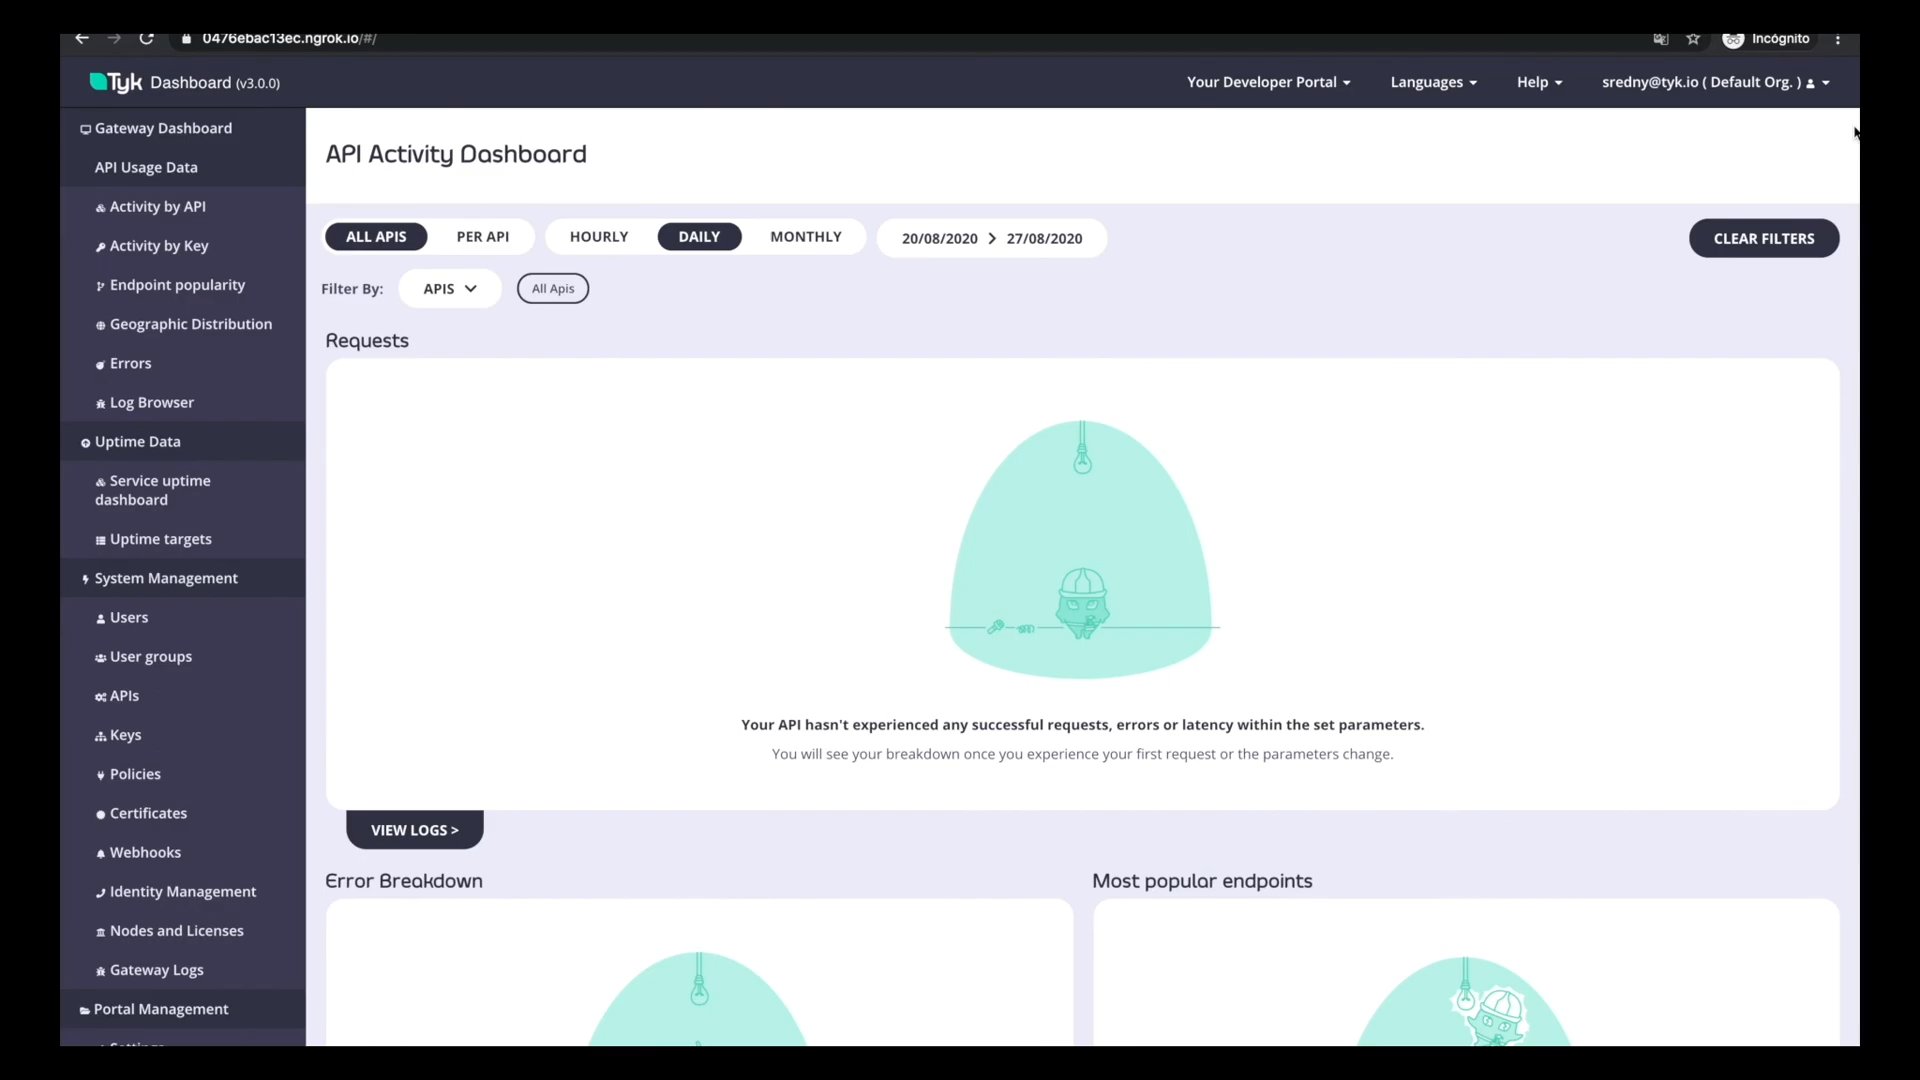 0476ebac13ec.ngrok.io/#/
Incógnito
Tyk Dashboard (v3.0.0)
Your Developer Portal
Languages
Help
sredny@tyk.io ( Default Org. )
Gateway Dashboard
API Usage Data
Activity by API
Activity by Key
Endpoint popularity
Geographic Distribution
Errors
Log Browser
Uptime Data
Service uptime
dashboard
Uptime targets
System Management
Users
User groups
APIs
Keys
Policies
Certificates
Webhooks
Identity Management
Nodes and Licenses
Gateway Logs
Portal Management
API Activity Dashboard
ALL APIS
PER API
HOURLY
DAILY
MONTHLY
20/08/2020 > 27/08/2020
CLEAR FILTERS
Filter By:
APIS
All Apis
Requests
Your API hasn't experienced any successful requests, errors or latency within the set parameters.
You will see your breakdown once you experience your first request or the parameters change.
VIEW LOGS >
Error Breakdown
Most popular endpoints